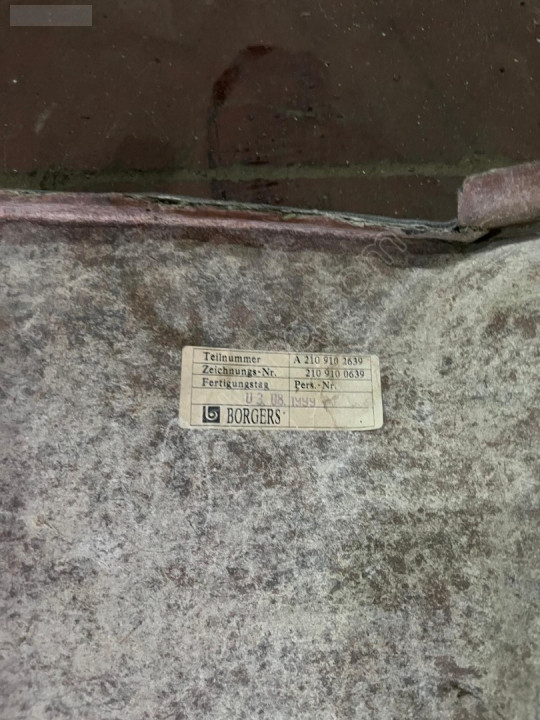 Teilnummer A 210 910 2639
Zeichnungs-Nr. 210 910 0639
Fertigungstag Pers.-Nr.
03 08.1999
BORGERS